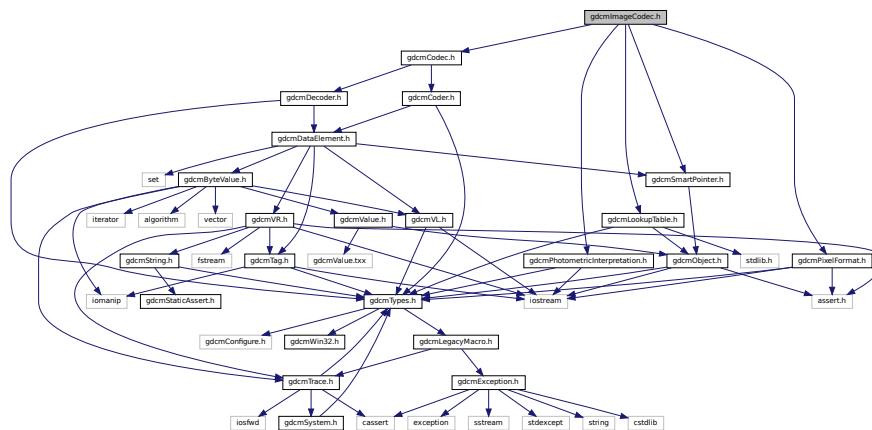 gdcmImageCodec.h
gdcmCodec.h
gdcmDecoder.h
gdcmCoder.h
gdcmDataElement.h
set
gdcmByteValue.h
gdcmSmartPointer.h
iterator
algorithm
vector
gdcmVR.h
gdcmValue.h
gdcmVL.h
gdcmLookupTable.h
gdcmString.h
fstream
gdcmTag.h
gdcmValue.txx
gdcmPhotometricInterpretation.h
gdcmObject.h
stdlib.h
gdcmPixelFormat.h
iomanip
gdcmStaticAssert.h
gdcmTypes.h
iostream
assert.h
gdcmConfigure.h
gdcmWin32.h
gdcmLegacyMacro.h
gdcmTrace.h
gdcmException.h
iosfwd
gdcmSystem.h
cassert
exception
sstream
stdexcept
string
cstdlib